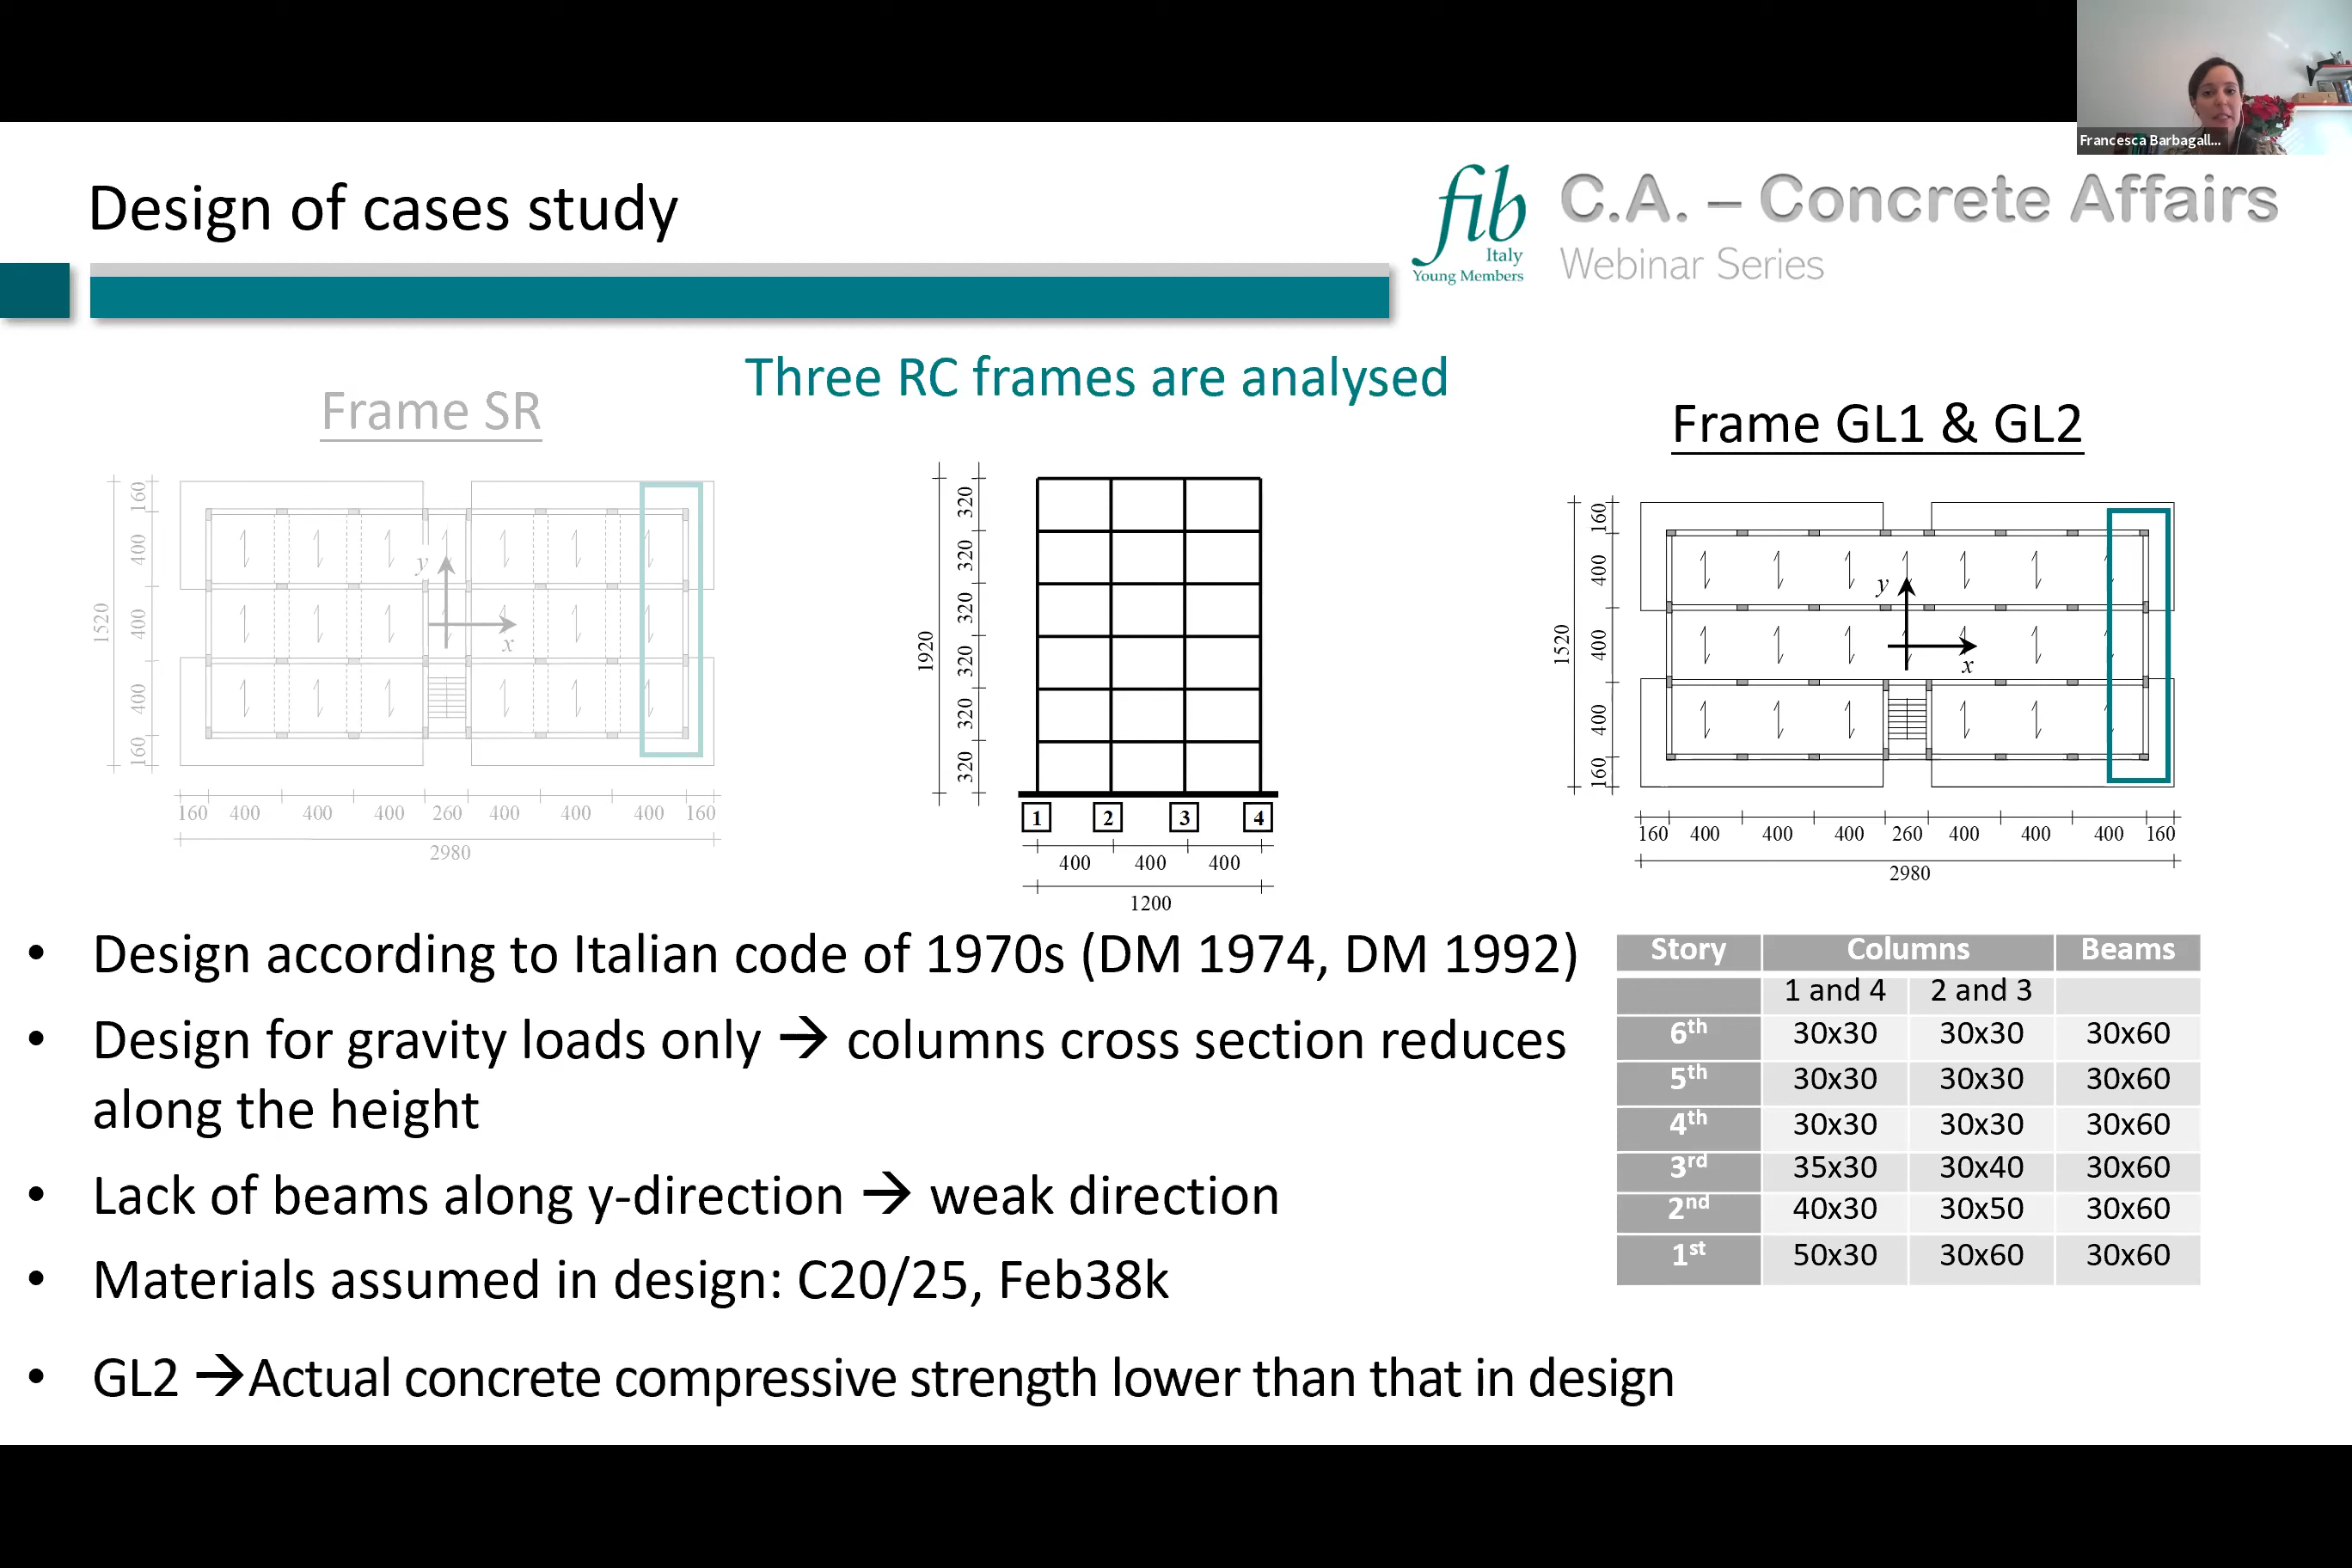 Francesca Barbagall...
Design of cases study
fib
Italy
Young Members
C.A. – Concrete Affairs
Webinar Series
Three RC frames are analysed
Frame SR
160
400
400
400
160
1520
y
x
160 400 400 400 260 400 400 400 160
2980
320
320
320
320
320
320
1920
1 2 3 4
400 400 400
1200
Frame GL1 & GL2
160
400
400
400
160
1520
y
x
160 400 400 400 260 400 400 400 160
2980
• Design according to Italian code of 1970s (DM 1974, DM 1992)
• Design for gravity loads only → columns cross section reduces
along the height
• Lack of beams along y-direction → weak direction
• Materials assumed in design: C20/25, Feb38k
• GL2 →Actual concrete compressive strength lower than that in design
Story Columns Beams
1 and 4 2 and 3
6th 30x30 30x30 30x60
5th 30x30 30x30 30x60
4th 30x30 30x30 30x60
3rd 35x30 30x40 30x60
2nd 40x30 30x50 30x60
1st 50x30 30x60 30x60